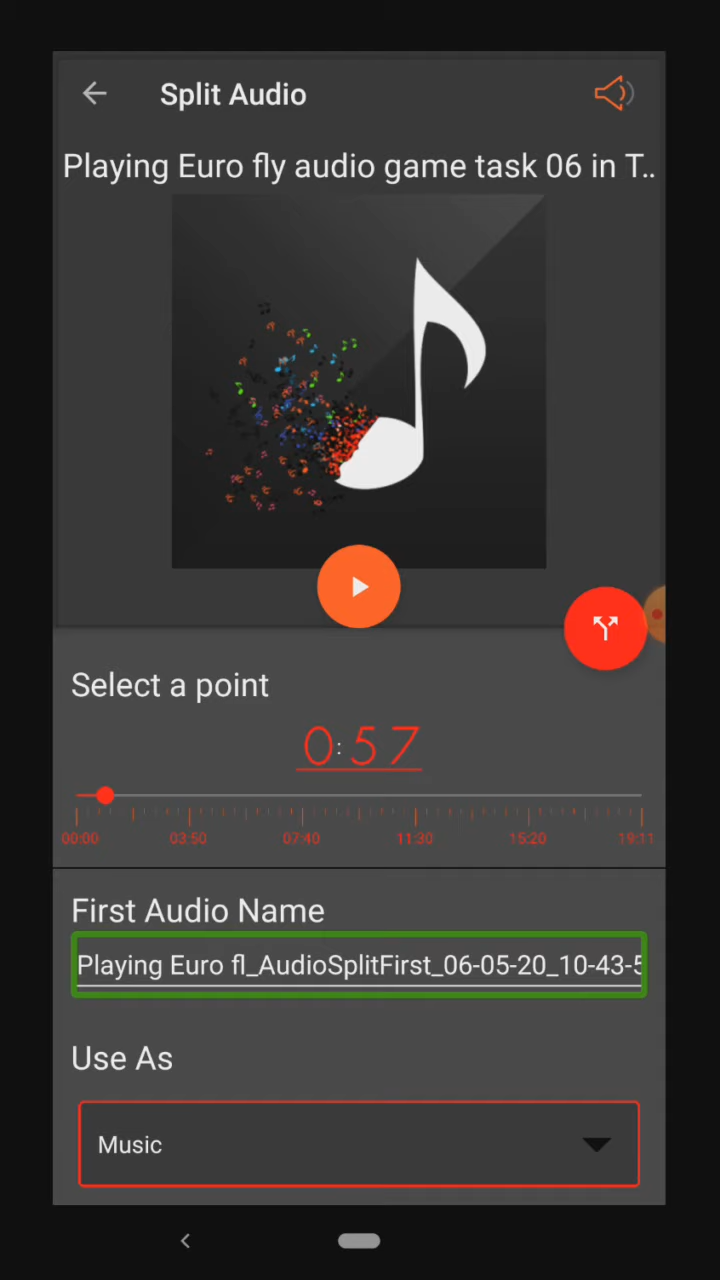 Split Audio
Playing Euro fly audio game task 06 in T..
Select a point
0:57
00:00 03:50 07:40 11:30 15:20 19:11
First Audio Name
Playing Euro fl_AudioSplitFirst_06-05-20_10-43-5
Use As
Music